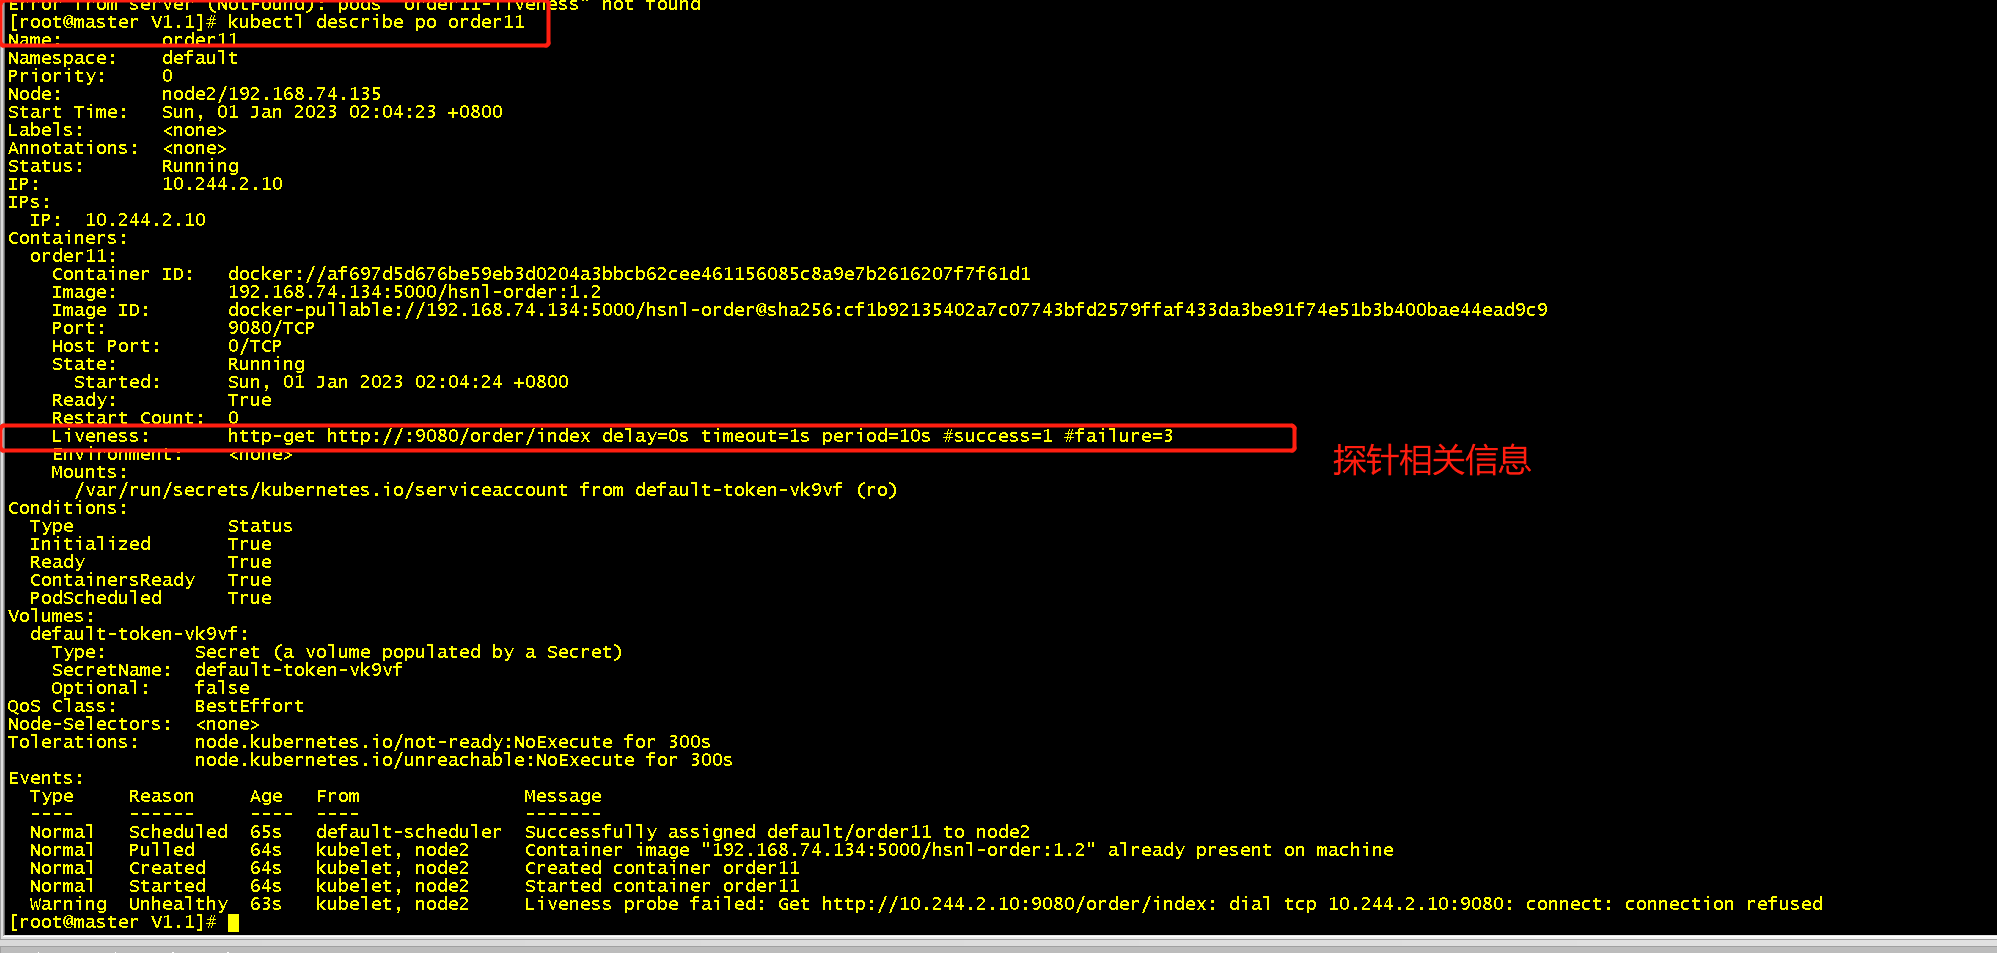 Error from server (NotFound): pods "order11-liveness" not found
[root@master V1.1]# kubectl describe po order11
Name:         order11
Namespace:    default
Priority:     0
Node:         node2/192.168.74.135
Start Time:   Sun, 01 Jan 2023 02:04:23 +0800
Labels:       <none>
Annotations:  <none>
Status:       Running
IP:           10.244.2.10
IPs:
  IP:  10.244.2.10
Containers:
  order11:
    Container ID:   docker://af697d5d676be59eb3d0204a3bbcb62cee461156085c8a9e7b2616207f7f61d1
    Image:          192.168.74.134:5000/hsnl-order:1.2
    Image ID:       docker-pullable://192.168.74.134:5000/hsnl-order@sha256:cf1b92135402a7c07743bfd2579ffaf433da3be91f74e51b3b400bae44ead9c9
    Port:           9080/TCP
    Host Port:      0/TCP
    State:          Running
      Started:      Sun, 01 Jan 2023 02:04:24 +0800
    Ready:          True
    Restart Count:  0
    Liveness:       http-get http://:9080/order/index delay=0s timeout=1s period=10s #success=1 #failure=3
探针相关信息
    Environment:    <none>
    Mounts:
      /var/run/secrets/kubernetes.io/serviceaccount from default-token-vk9vf (ro)
Conditions:
  Type              Status
  Initialized       True
  Ready             True
  ContainersReady   True
  PodScheduled      True
Volumes:
  default-token-vk9vf:
    Type:        Secret (a volume populated by a Secret)
    SecretName:  default-token-vk9vf
    Optional:    false
QoS Class:       BestEffort
Node-Selectors:  <none>
Tolerations:     node.kubernetes.io/not-ready:NoExecute for 300s
                 node.kubernetes.io/unreachable:NoExecute for 300s
Events:
  Type     Reason     Age   From               Message
  ----     ------     ----  ----               -------
  Normal   Scheduled  65s   default-scheduler  Successfully assigned default/order11 to node2
  Normal   Pulled     64s   kubelet, node2     Container image "192.168.74.134:5000/hsnl-order:1.2" already present on machine
  Normal   Created    64s   kubelet, node2     Created container order11
  Normal   Started    64s   kubelet, node2     Started container order11
  Warning  Unhealthy  63s   kubelet, node2     Liveness probe failed: Get http://10.244.2.10:9080/order/index: dial tcp 10.244.2.10:9080: connect: connection refused
[root@master V1.1]#